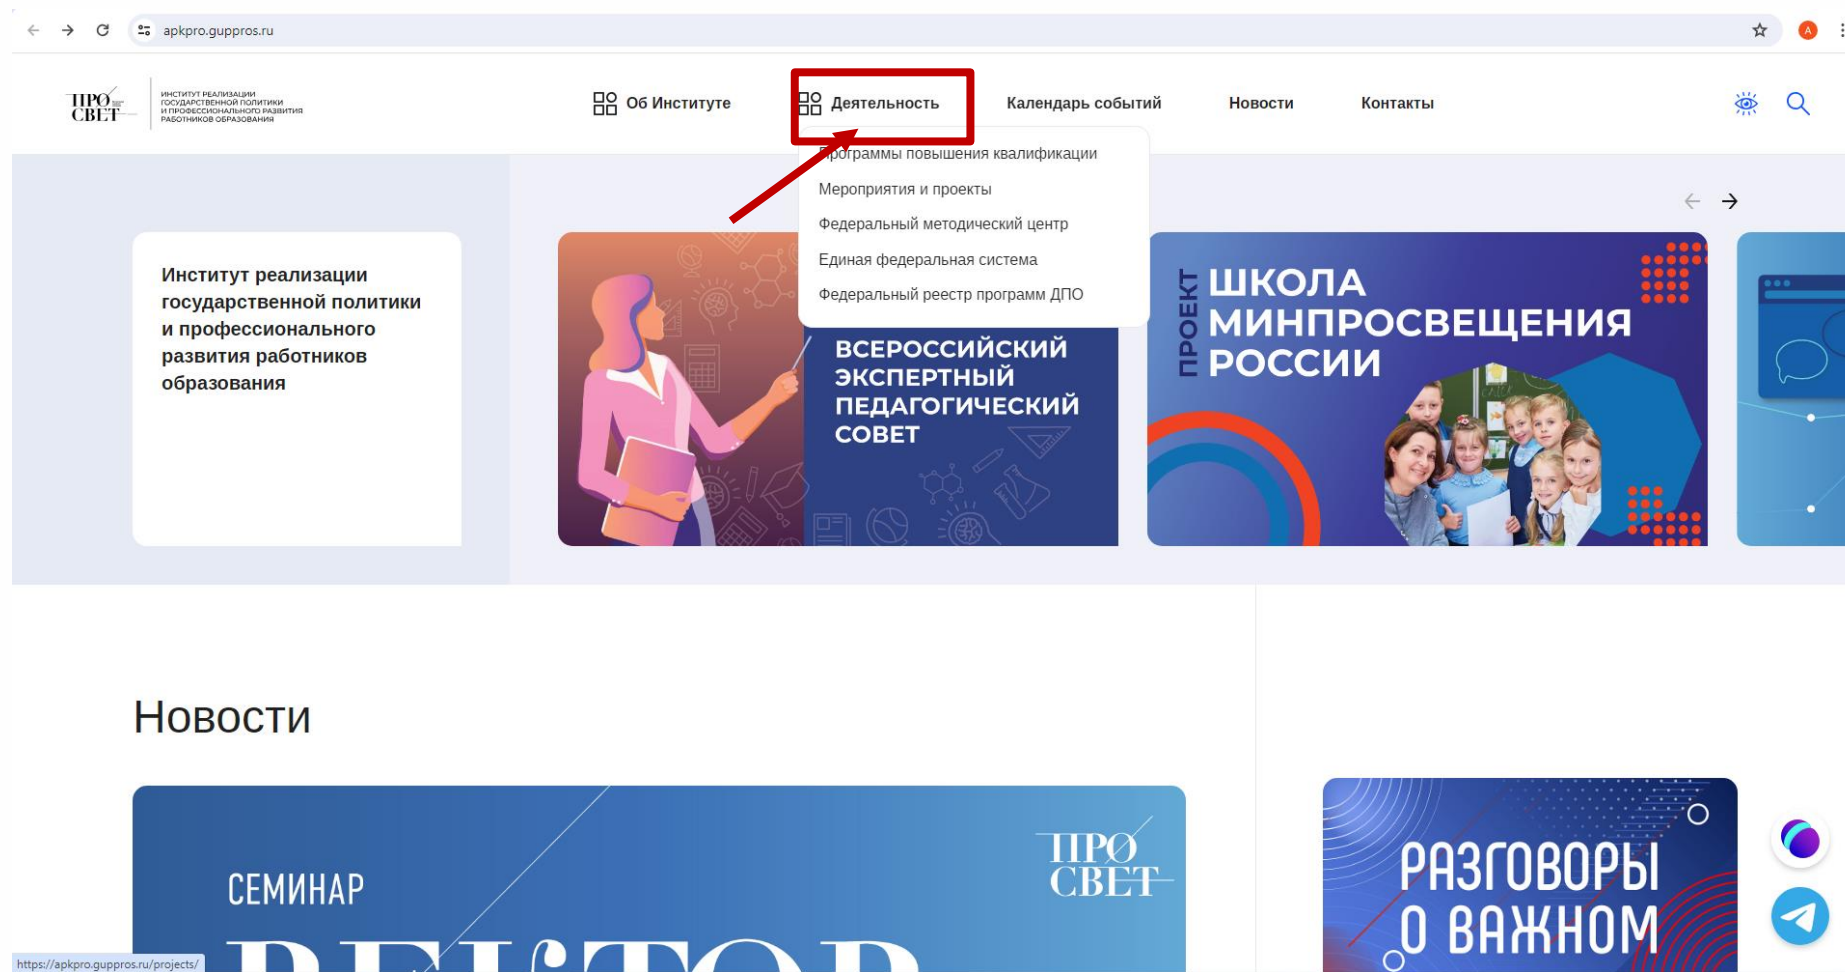 apkpro.guppros.ru
А
ПРО
СВЕТ
ИНСТИТУТ РЕАЛИЗАЦИИ
ГОСУДАРСТВЕННОЙ ПОЛИТИКИ
И ПРОФЕССИОНАЛЬНОГО РАЗВИТИЯ
РАБОТНИКОВ ОБРАЗОВАНИЯ
Об Институте
Деятельность
Календарь событий
Новости
Контакты
Программы повышения квалификации
Мероприятия и проекты
Федеральный методический центр
Единая федеральная система
Федеральный реестр программ ДПО
Институт реализации
государственной политики
и профессионального
развития работников
образования
ВСЕРОССИЙСКИЙ
ЭКСПЕРТНЫЙ
ПЕДАГОГИЧЕСКИЙ
СОВЕТ
ПРОЕКТ
ШКОЛА
МИНПРОСВЕЩЕНИЯ
РОССИИ
Новости
СЕМИНАР
ВЕКТОР
ПРО
СВЕТ
РАЗГОВОРЫ
О ВАЖНОМ
https://apkpro.guppros.ru/projects/